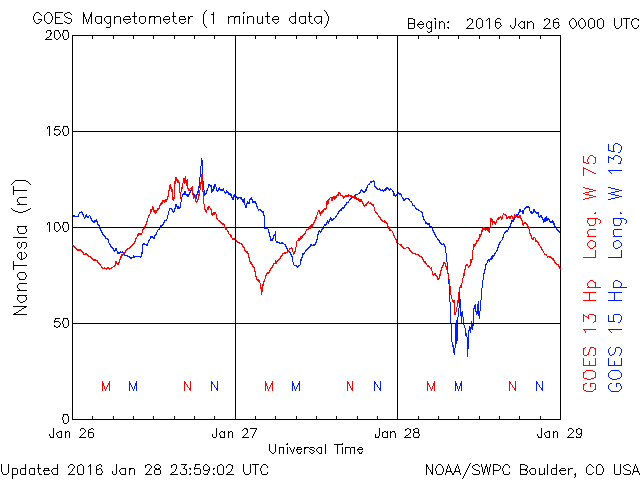 GOES Magnetometer (1 minute data)
Begin: 2016 Jan 26 0000 UTC
200
150
100
50
0
NanoTesla (nT)
M M N N M M N N M M N N
Jan 26 Jan 27 Jan 28 Jan 29
Universal Time
GOES 13 Hp Long. W 75
GOES 15 Hp Long. W 135
Updated 2016 Jan 28 23:59:02 UTC
NOAA/SWPC Boulder, CO USA